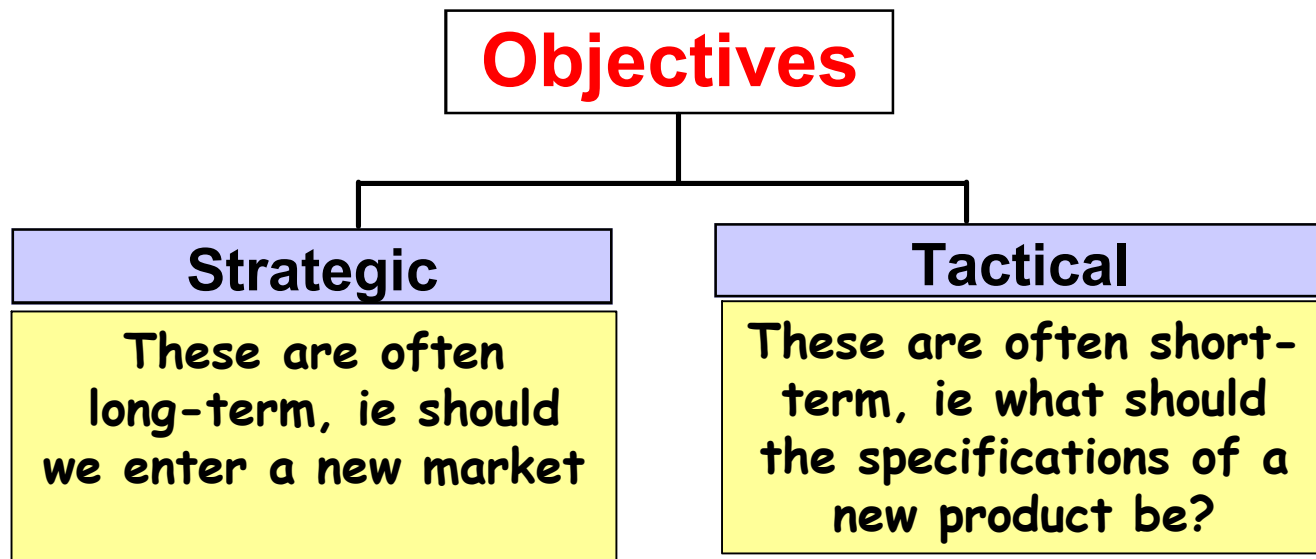 Objectives
Strategic
These are often
long-term, ie should
we enter a new market
Tactical
These are often short-
term, ie what should
the specifications of a
new product be?